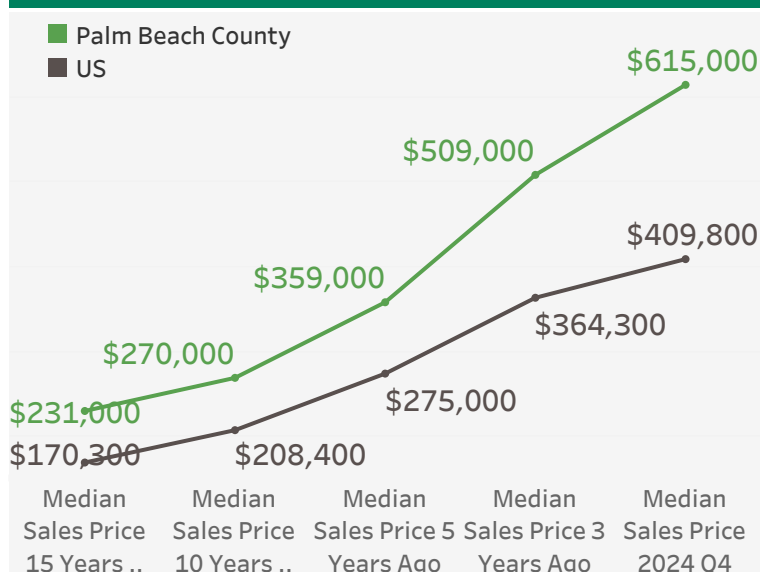 Palm Beach County
US
$615,000
$509,000
$409,800
$359,000
$364,300
$270,000
$275,000
$231,000
$170,300
$208,400
Median Sales Price 15 Years ..
Median Sales Price 10 Years ..
Median Sales Price 5 Years Ago
Median Sales Price 3 Years Ago
Median Sales Price 2024 Q4